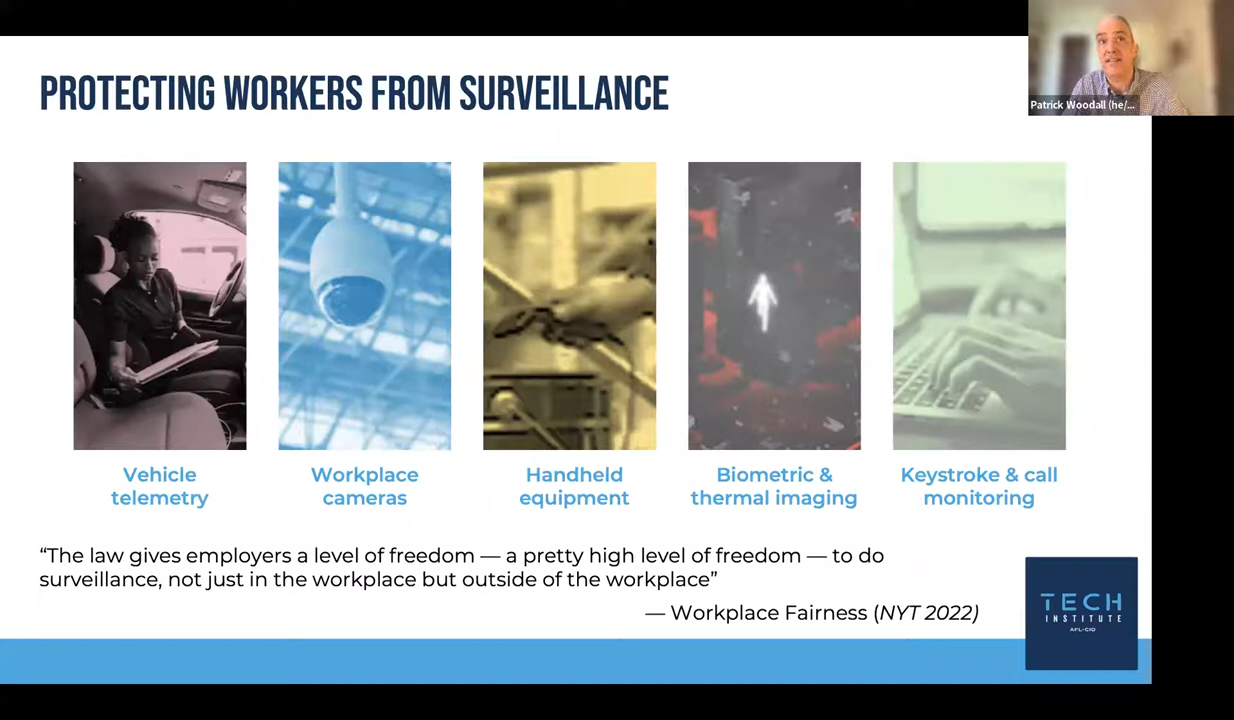 PROTECTING WORKERS FROM SURVEILLANCE
Patrick Woodall (he/...
Vehicle
telemetry
Workplace
cameras
Handheld
equipment
Biometric &
thermal imaging
Keystroke & call
monitoring
“The law gives employers a level of freedom — a pretty high level of freedom — to do
surveillance, not just in the workplace but outside of the workplace”
— Workplace Fairness (NYT 2022)
TECH
INSTITUTE
AFL-CIO